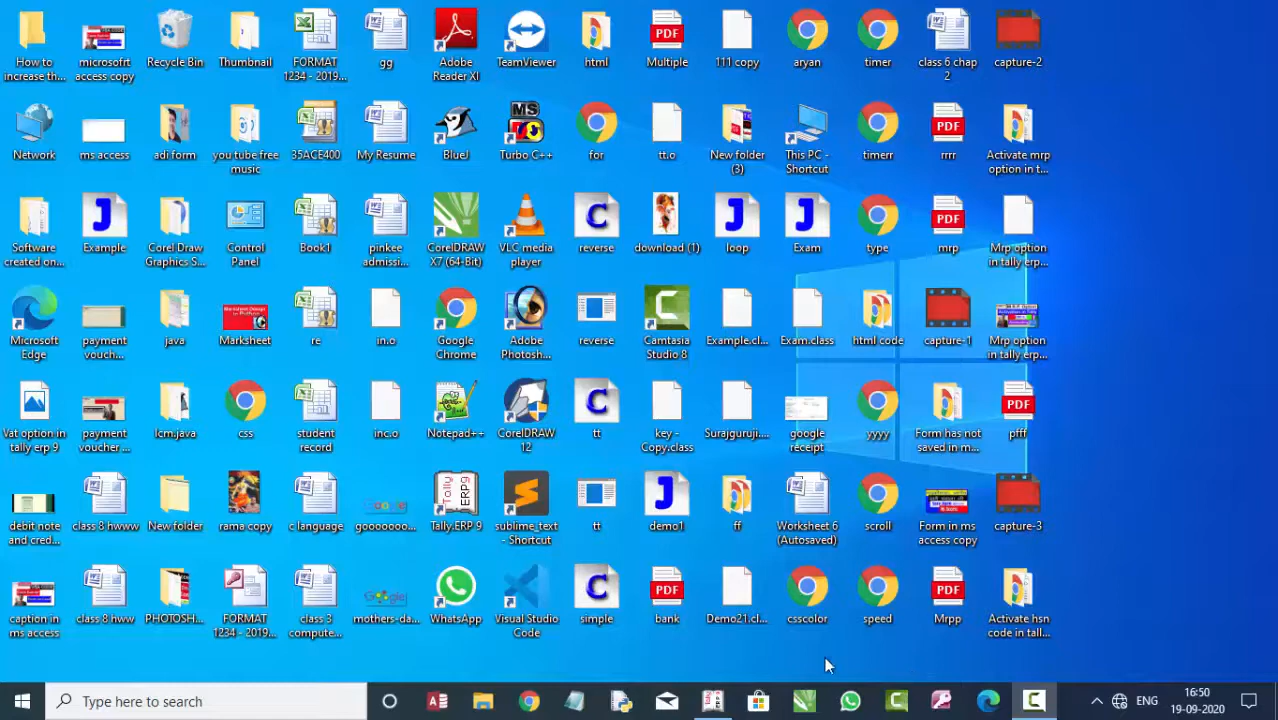 How to
increase th...
microsofrt
access copy
Recycle Bin
Thumbnail
FORMAT
1234 - 2019...
gg
Adobe
Reader XI
TeamViewer
html
Multiple
111 copy
aryan
timer
class 6 chap
2
capture-2
Network
ms access
adi form
you tube free
music
35ACE400
My Resume
BlueJ
Turbo C++
for
tt.o
New folder
(3)
This PC -
Shortcut
timerr
rrrr
Activate mrp
option in t...
Software
created on...
Example
Corel Draw
Graphics S...
Control
Panel
Book1
pinkee
admissi...
CorelDRAW
X7 (64-Bit)
VLC media
player
reverse
download (1)
loop
Exam
type
mrp
Mrp option
in tally erp...
Microsoft
Edge
payment
vouch...
java
Marksheet
re
in.o
Google
Chrome
Adobe
Photosh...
reverse
Camtasia
Studio 8
Example.cl...
Exam.class
html code
capture-1
Mrp option
in tally erp...
Vat option in
tally erp 9
payment
voucher ...
lcm.java
css
student
record
inc.o
Notepad++
CorelDRAW
12
tt
key -
Copy.class
Surajguruji....
google
receipt
yyyy
Form has not
saved in m...
pfff
debit note
and cred...
class 8 hwww
New folder
rama copy
c language
gooooooo...
Tally.ERP 9
sublime_text
- Shortcut
tt
demo1
ff
Worksheet 6
(Autosaved)
scroll
Form in ms
access copy
capture-3
caption in
ms access
class 8 hww
PHOTOSH...
FORMAT
1234 - 2019...
class 3
compute...
mothers-da...
WhatsApp
Visual Studio
Code
simple
bank
Demo21.cl...
csscolor
speed
Mrpp
Activate hsn
code in tall...
Type here to search
ENG
16:50
19-09-2020